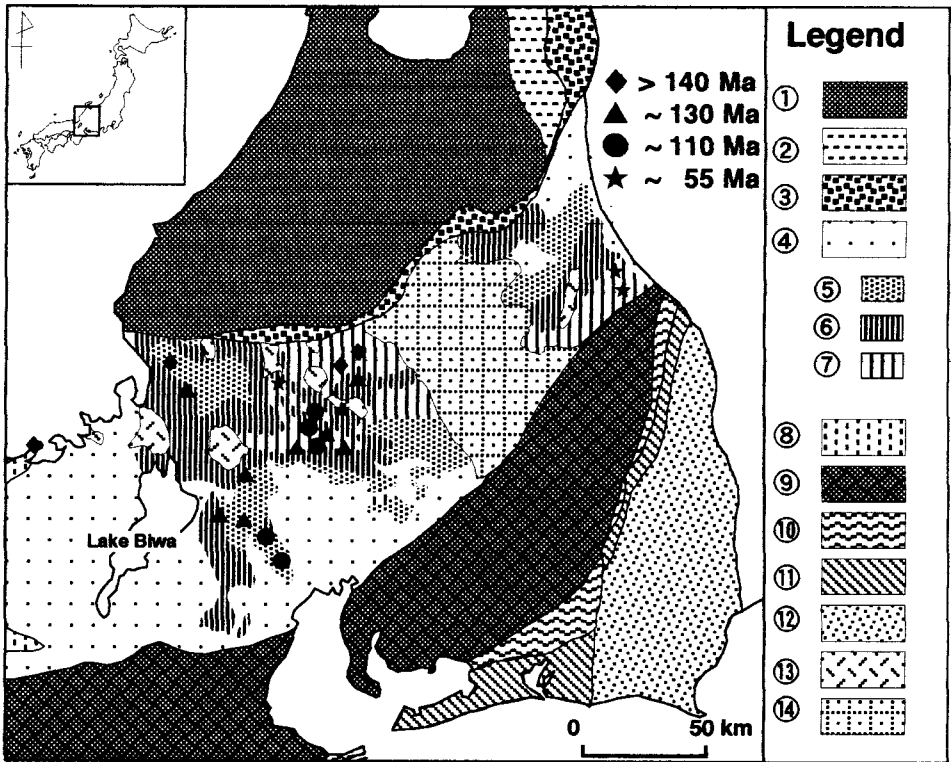 Legend
◆ > 140 Ma
▲ ~ 130 Ma
● ~ 110 Ma
★ ~ 55 Ma
①
②
③
④
⑤
⑥
⑦
⑧
⑨
⑩
⑪
⑫
⑬
⑭
Lake Biwa
0 50 km